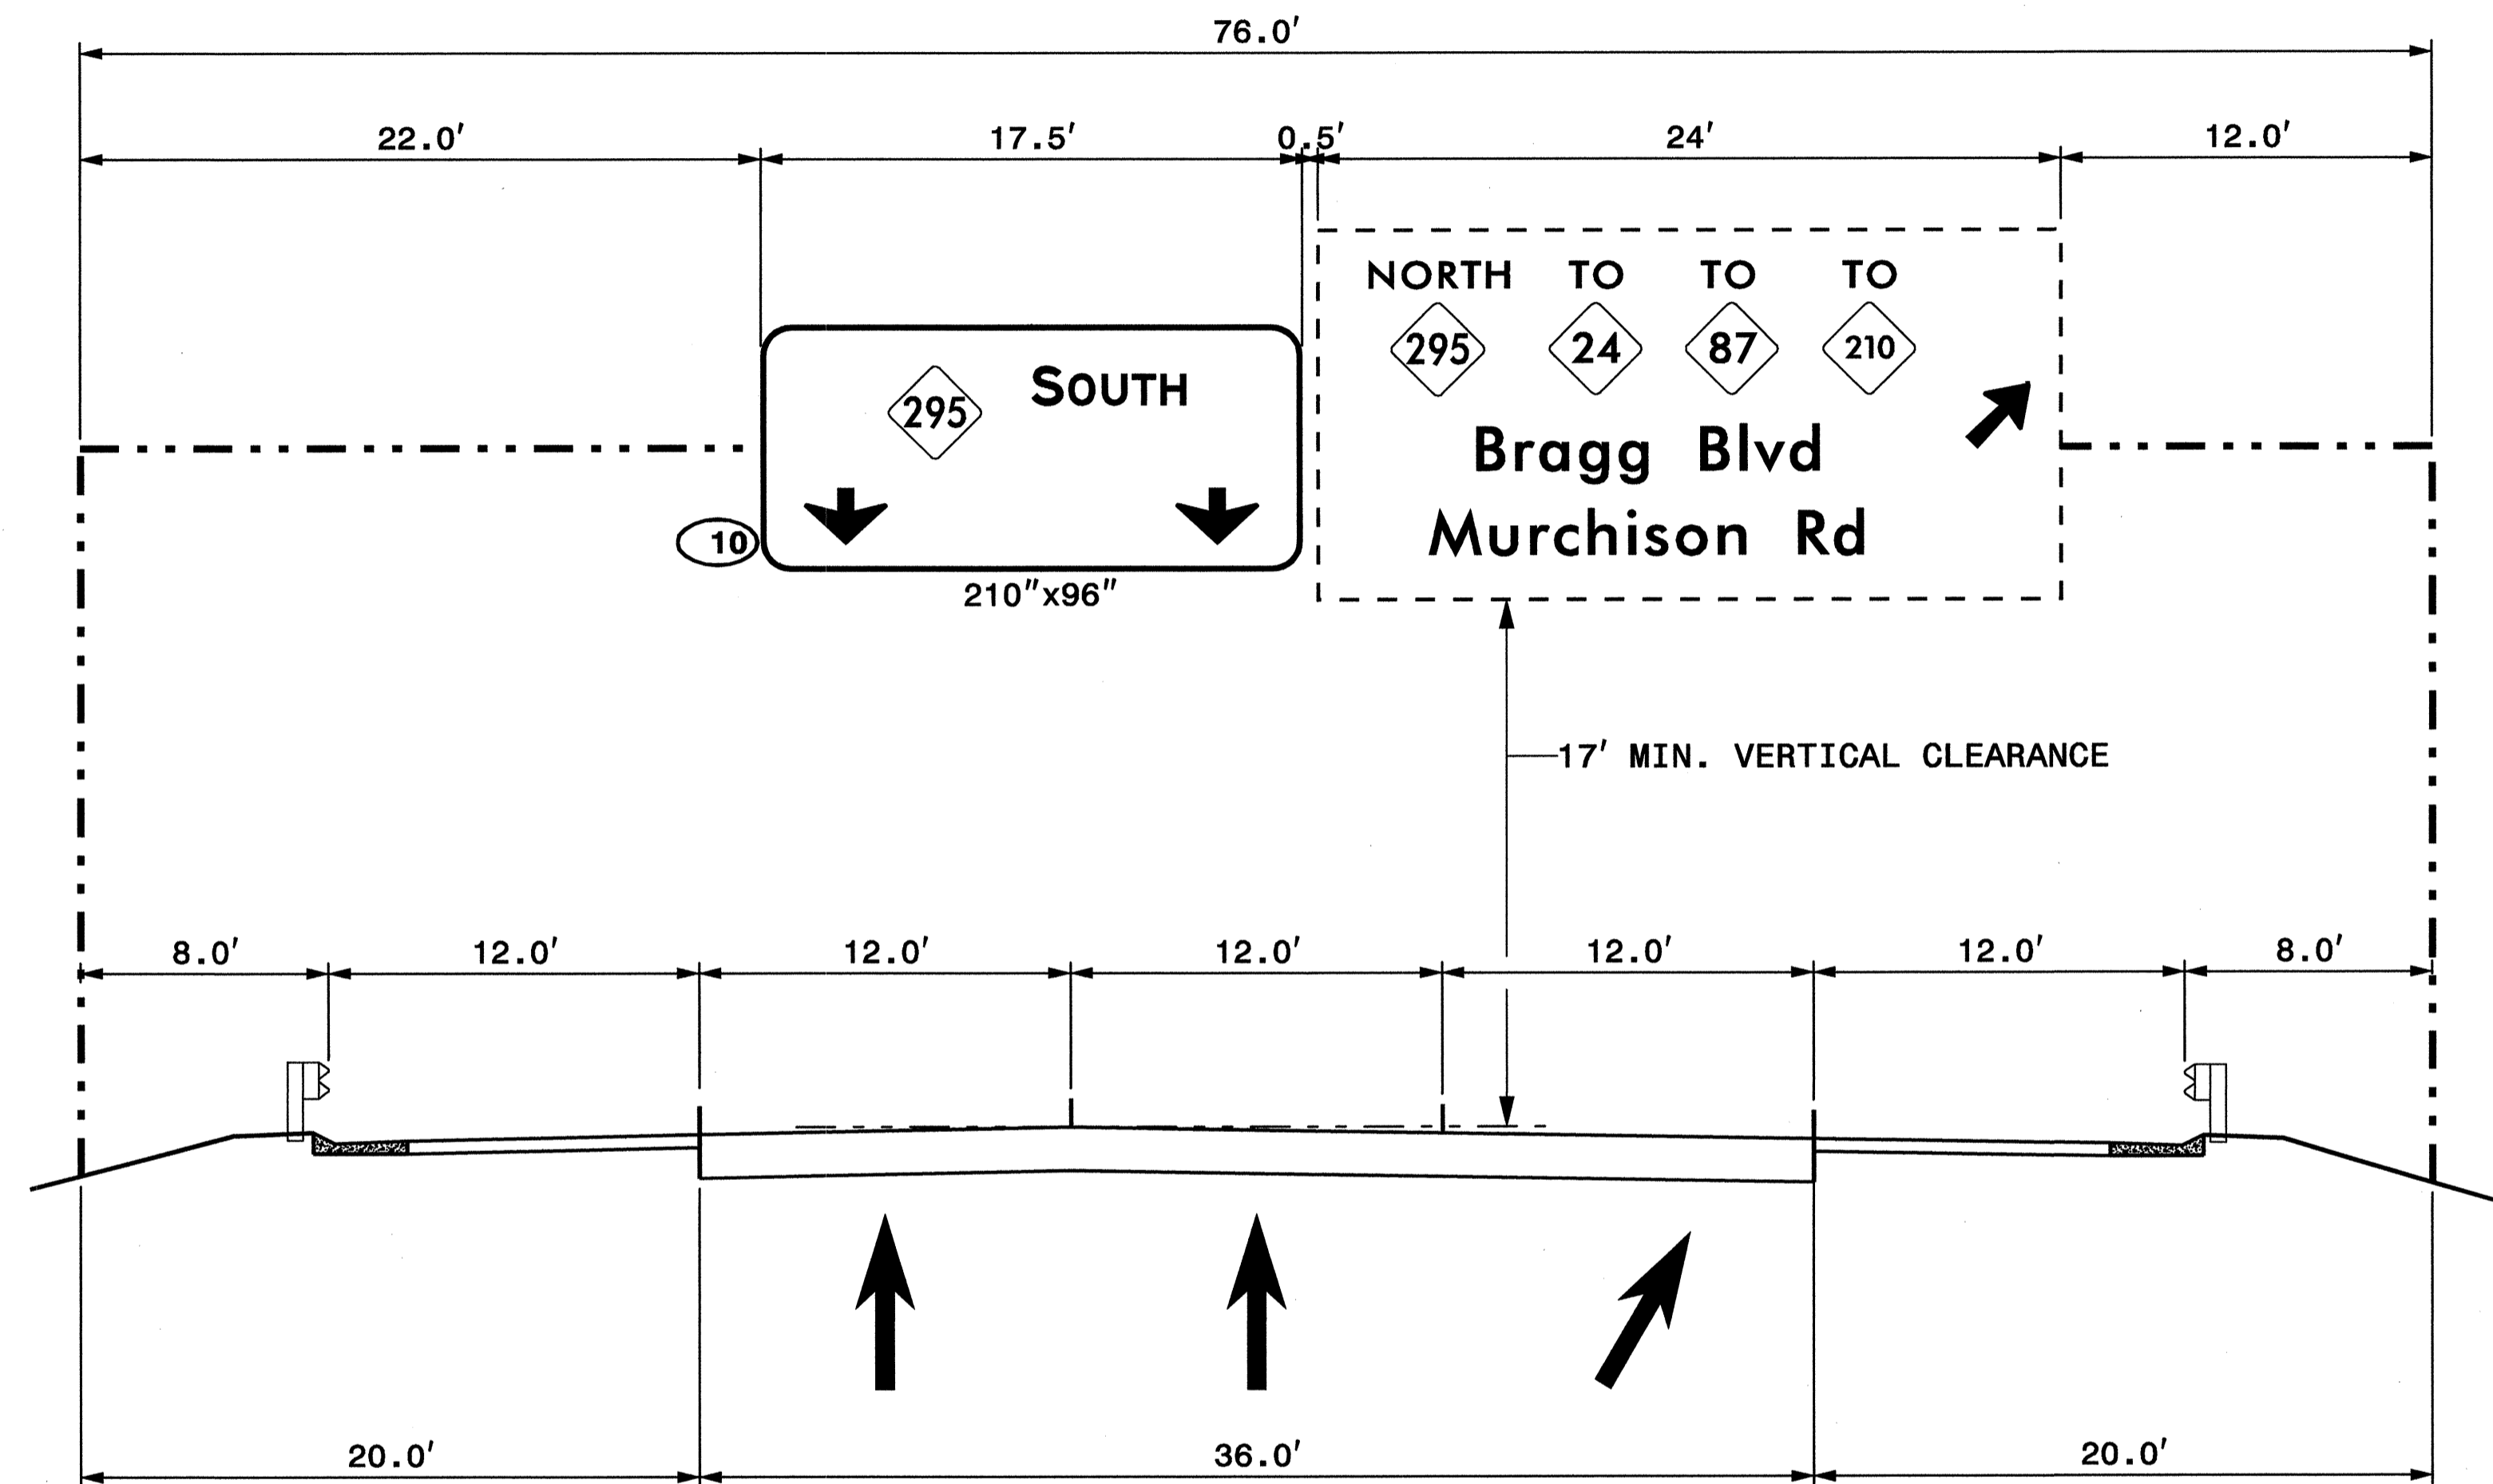 76.0'
22.0' 17.5' 0.5' 24' 12.0'
295 SOUTH
10
210"x96"
NORTH TO TO TO
295 24 87 210
Bragg Blvd
Murchison Rd
17' MIN. VERTICAL CLEARANCE
8.0' 12.0' 12.0' 12.0' 12.0' 12.0' 8.0'
20.0' 36.0' 20.0'